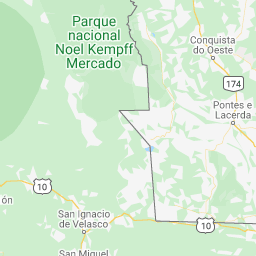 Parque
nacional
Noel Kempff
Mercado
Conquista
do Oeste
174
Pontes e
Lacerda
10
ón
San Ignacio
de Velasco
10
San Miguel